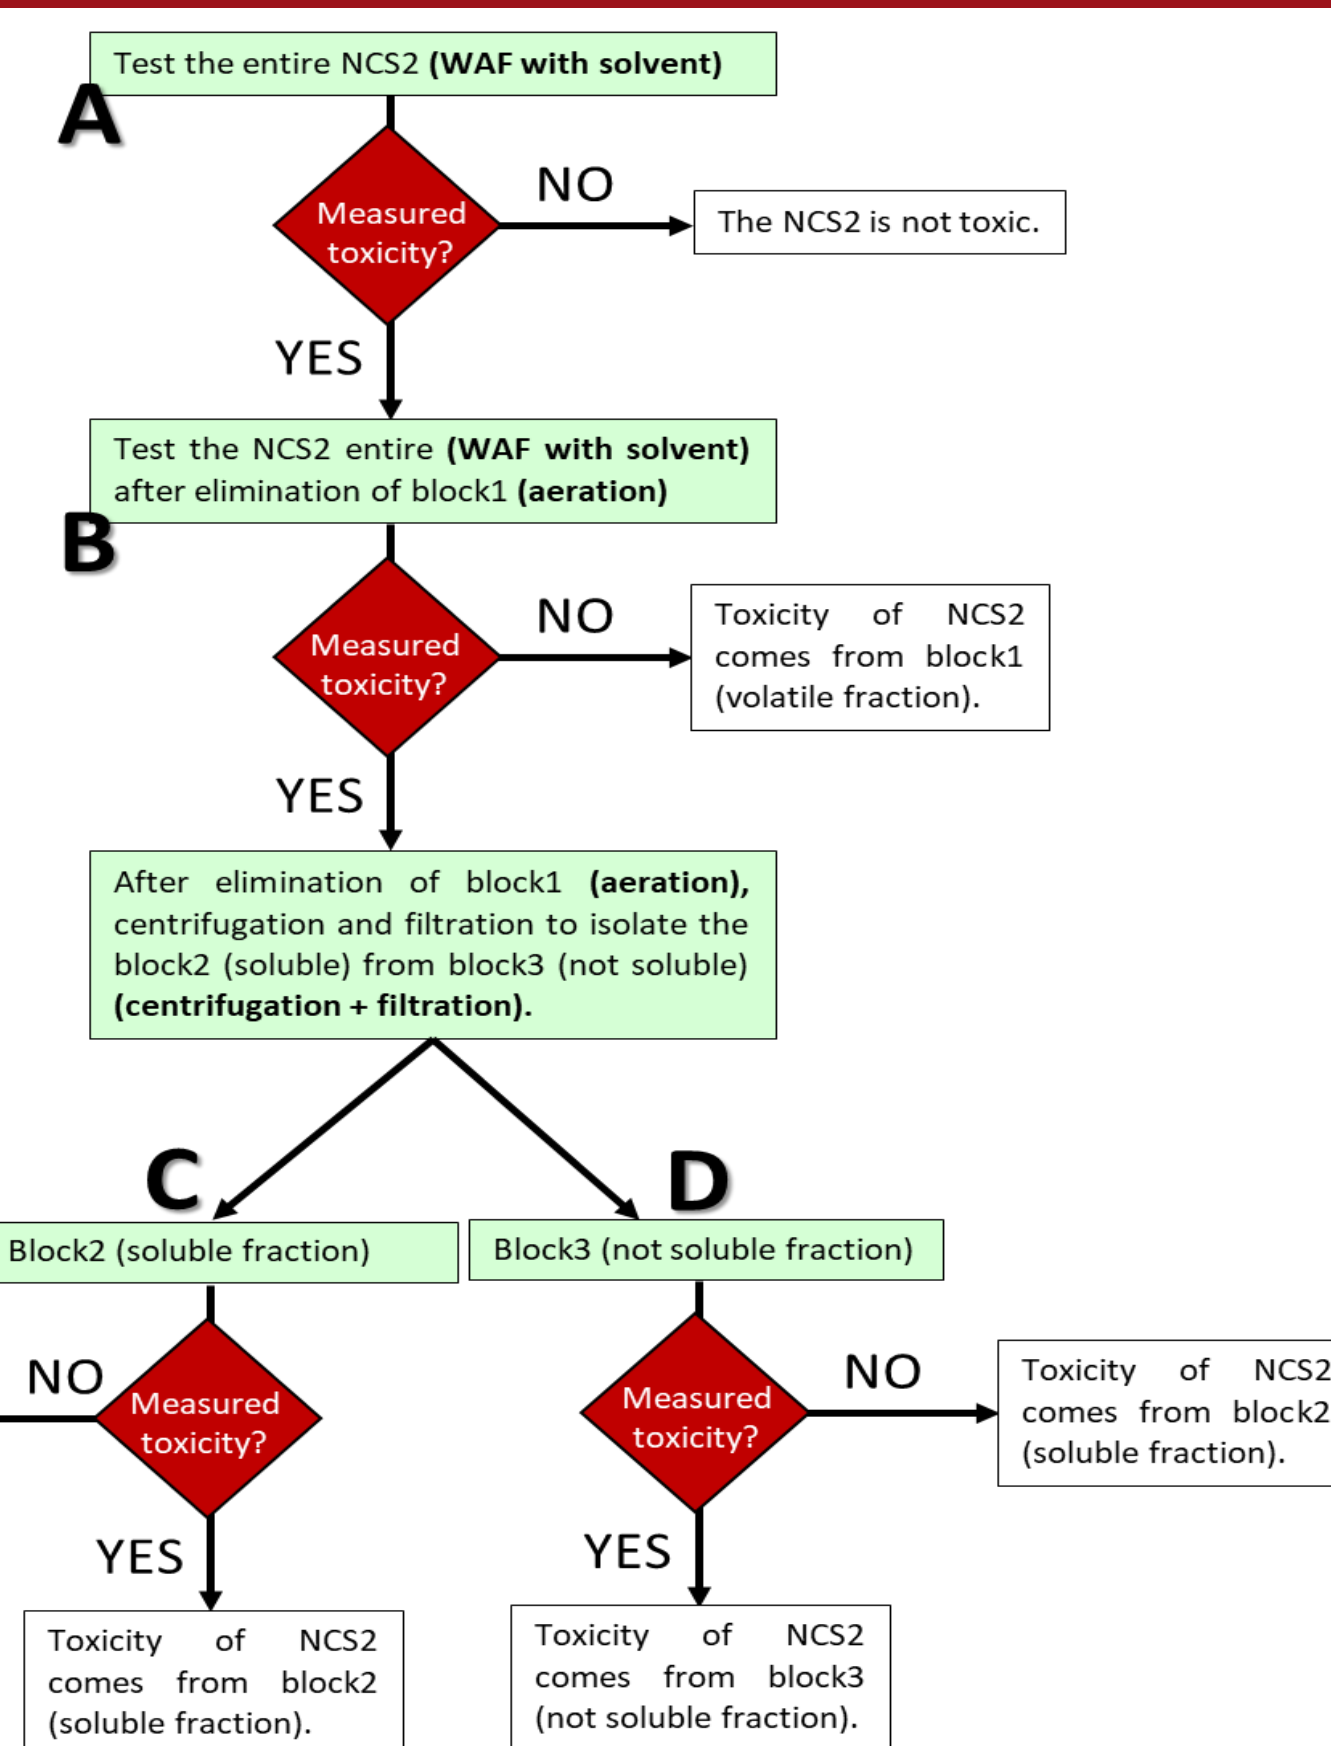 Test the entire NCS2 (WAF with solvent)
A
Measured
toxicity?
NO
The NCS2 is not toxic.
YES
Test the NCS2 entire (WAF with solvent)
after elimination of block1 (aeration)
B
Measured
toxicity?
NO
Toxicity of NCS2
comes from block1
(volatile fraction).
YES
After elimination of block1 (aeration),
centrifugation and filtration to isolate the
block2 (soluble) from block3 (not soluble)
(centrifugation + filtration).
C
D
Block2 (soluble fraction)
Block3 (not soluble fraction)
NO
Measured
toxicity?
Measured
toxicity?
NO
Toxicity of NCS2
comes from block2
(soluble fraction).
YES
YES
Toxicity of NCS2
comes from block2
(soluble fraction).
Toxicity of NCS2
comes from block3
(not soluble fraction).